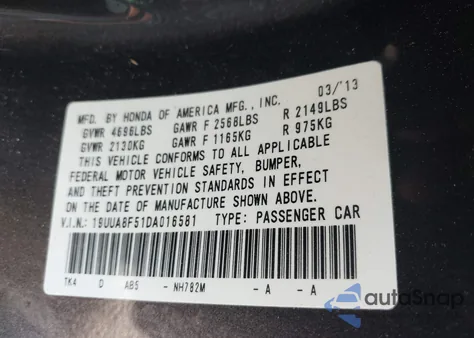 03/'13
MFD. BY HONDA OF AMERICA MFG., INC.
GVWR 4696LBS GAWR F 2568LBS R 2149LBS
GVWR 2130KG GAWR F 1165KG R 975KG
THIS VEHICLE CONFORMS TO ALL APPLICABLE
FEDERAL MOTOR VEHICLE SAFETY, BUMPER,
AND THEFT PREVENTION STANDARDS IN EFFECT
ON THE DATE OF MANUFACTURE SHOWN ABOVE.
V.I.N.: 19UUA8F51DA016581 TYPE: PASSENGER CAR
TK4 D AB5 - NH782M -A -A
autoSnap